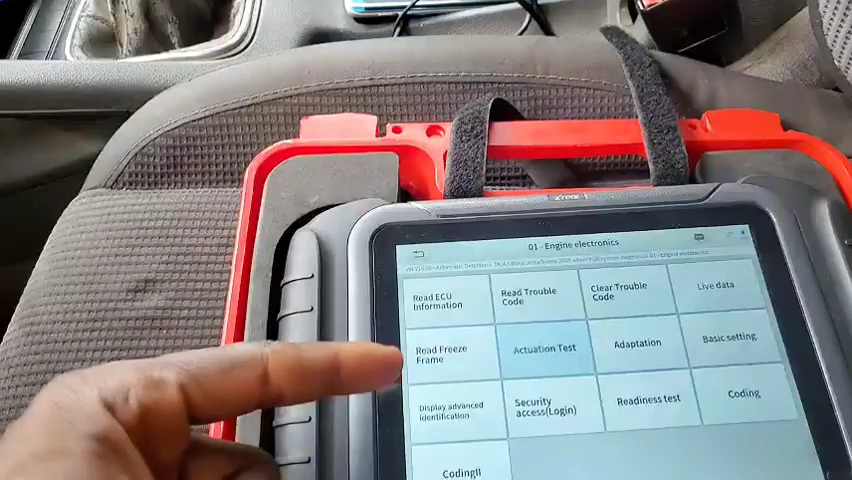 XTOOL
01 - Engine electronics
Read ECU
Information
Read Trouble
Code
Clear Trouble
Code
Live data
Read Freeze
Frame
Actuation Test
Adaptation
Basic setting
Display advanced
identification
Security
access(Login)
Readiness test
Coding
CodingII